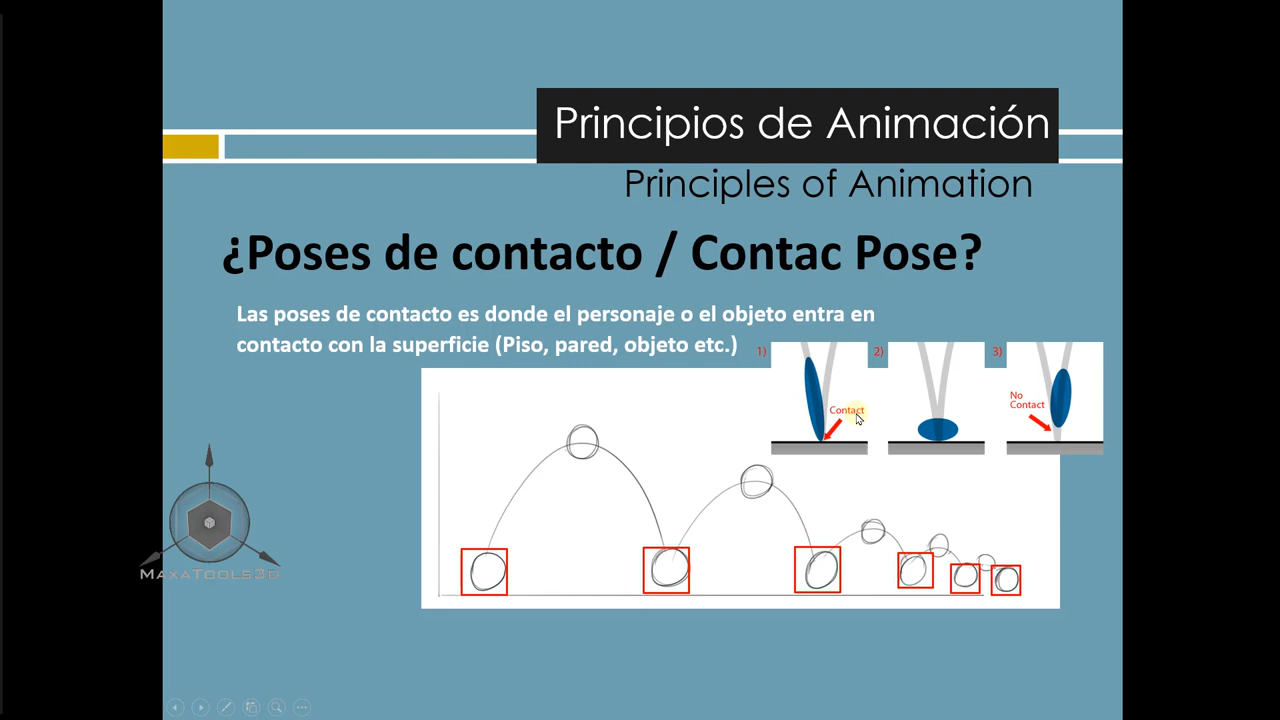 Principios de Animación
Principles of Animation
¿Poses de contacto / Contac Pose?
Las poses de contacto es donde el personaje o el objeto entra en
contacto con la superficie (Piso, pared, objeto etc.)
1)
2)
3)
Contact
No
Contact
MaxaTools3D